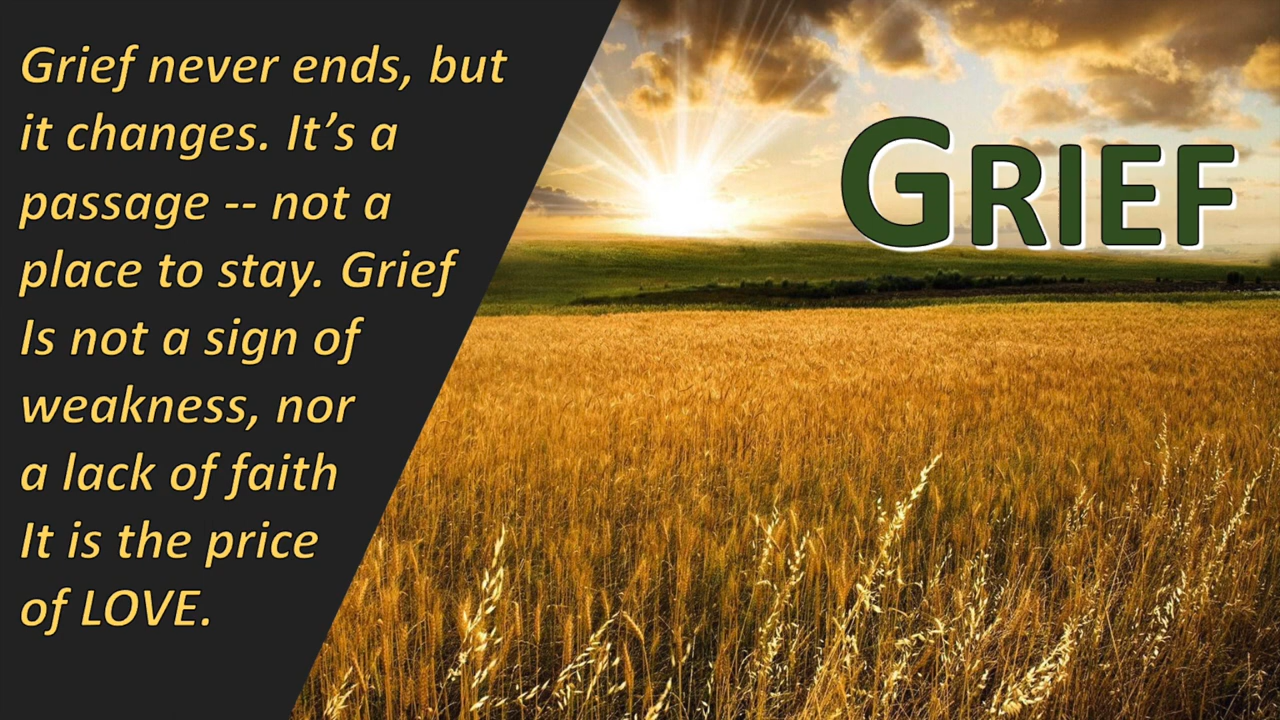 Grief never ends, but
it changes. It’s a
passage -- not a
place to stay. Grief
Is not a sign of
weakness, nor
a lack of faith
It is the price
of LOVE.
GRIEF